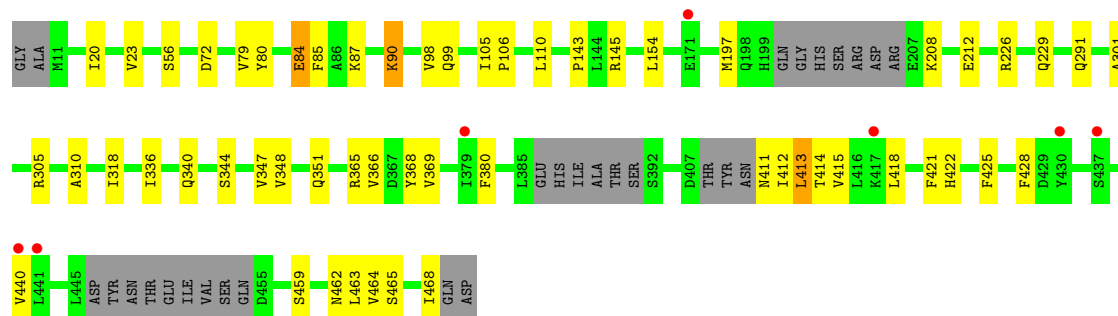 GLY ALA M11 I20 V23 S56 D72 V79 Y80 E84 F85 A86 K87 K90 V98 Q99 I105 P106 L110 P143 L144 R145 L154 E171 M197 Q198 H199 GLN GLY HIS SER ARG ASP ARG E207 K208 E212 R226 Q229 Q291 A301
R305 A310 I318 I336 Q340 S344 V347 V348 Q351 R365 V366 D367 Y368 V369 I379 F380 L385 GLU HIS ILE ALA THR SER S392 D407 THR TYR ASN N411 I412 L413 T414 V415 L416 K417 L418 F421 H422 F425 F428 D429 Y430 S437
V440 L441 L445 ASP TYR ASN THR GLU ILE VAL SER GLN D455 S459 N462 L463 V464 S465 I468 GLN ASP